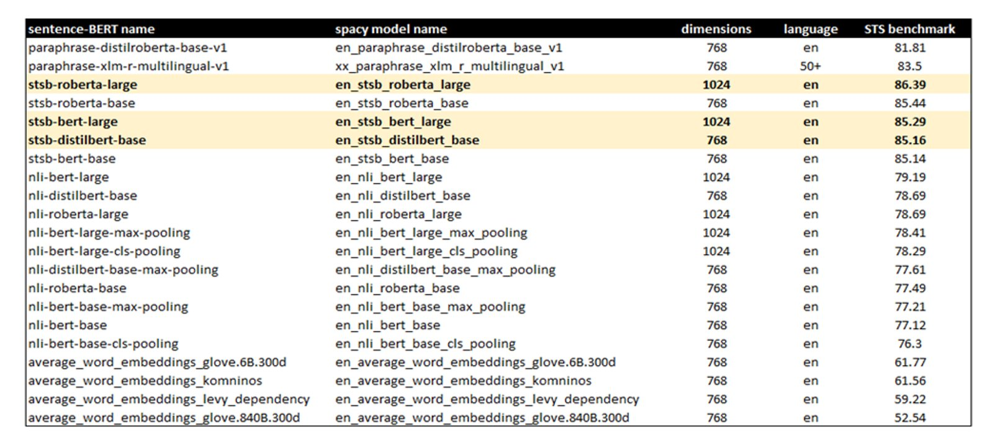 sentence-BERT name spacy model name dimensions language STS benchmark
paraphrase-distilroberta-base-v1 en_paraphrase_distilroberta_base_v1 768 en 81.81
paraphrase-xlm-r-multilingual-v1 xx_paraphrase_xlm_r_multilingual_v1 768 50+ 83.5
stsb-roberta-large en_stsb_roberta_large 1024 en 86.39
stsb-roberta-base en_stsb_roberta_base 768 en 85.44
stsb-bert-large en_stsb_bert_large 1024 en 85.29
stsb-distilbert-base en_stsb_distilbert_base 768 en 85.16
stsb-bert-base en_stsb_bert_base 768 en 85.14
nli-bert-large en_nli_bert_large 1024 en 79.19
nli-distilbert-base en_nli_distilbert_base 768 en 78.69
nli-roberta-large en_nli_roberta_large 1024 en 78.69
nli-bert-large-max-pooling en_nli_bert_large_max_pooling 1024 en 78.41
nli-bert-large-cls-pooling en_nli_bert_large_cls_pooling 1024 en 78.29
nli-distilbert-base-max-pooling en_nli_distilbert_base_max_pooling 768 en 77.61
nli-roberta-base en_nli_roberta_base 768 en 77.49
nli-bert-base-max-pooling en_nli_bert_base_max_pooling 768 en 77.21
nli-bert-base en_nli_bert_base 768 en 77.12
nli-bert-base-cls-pooling en_nli_bert_base_cls_pooling 768 en 76.3
average_word_embeddings_glove.6B.300d en_average_word_embeddings_glove.6B.300d 768 en 61.77
average_word_embeddings_komninos en_average_word_embeddings_komninos 768 en 61.56
average_word_embeddings_levy_dependency en_average_word_embeddings_levy_dependency 768 en 59.22
average_word_embeddings_glove.840B.300d en_average_word_embeddings_glove.840B.300d 768 en 52.54